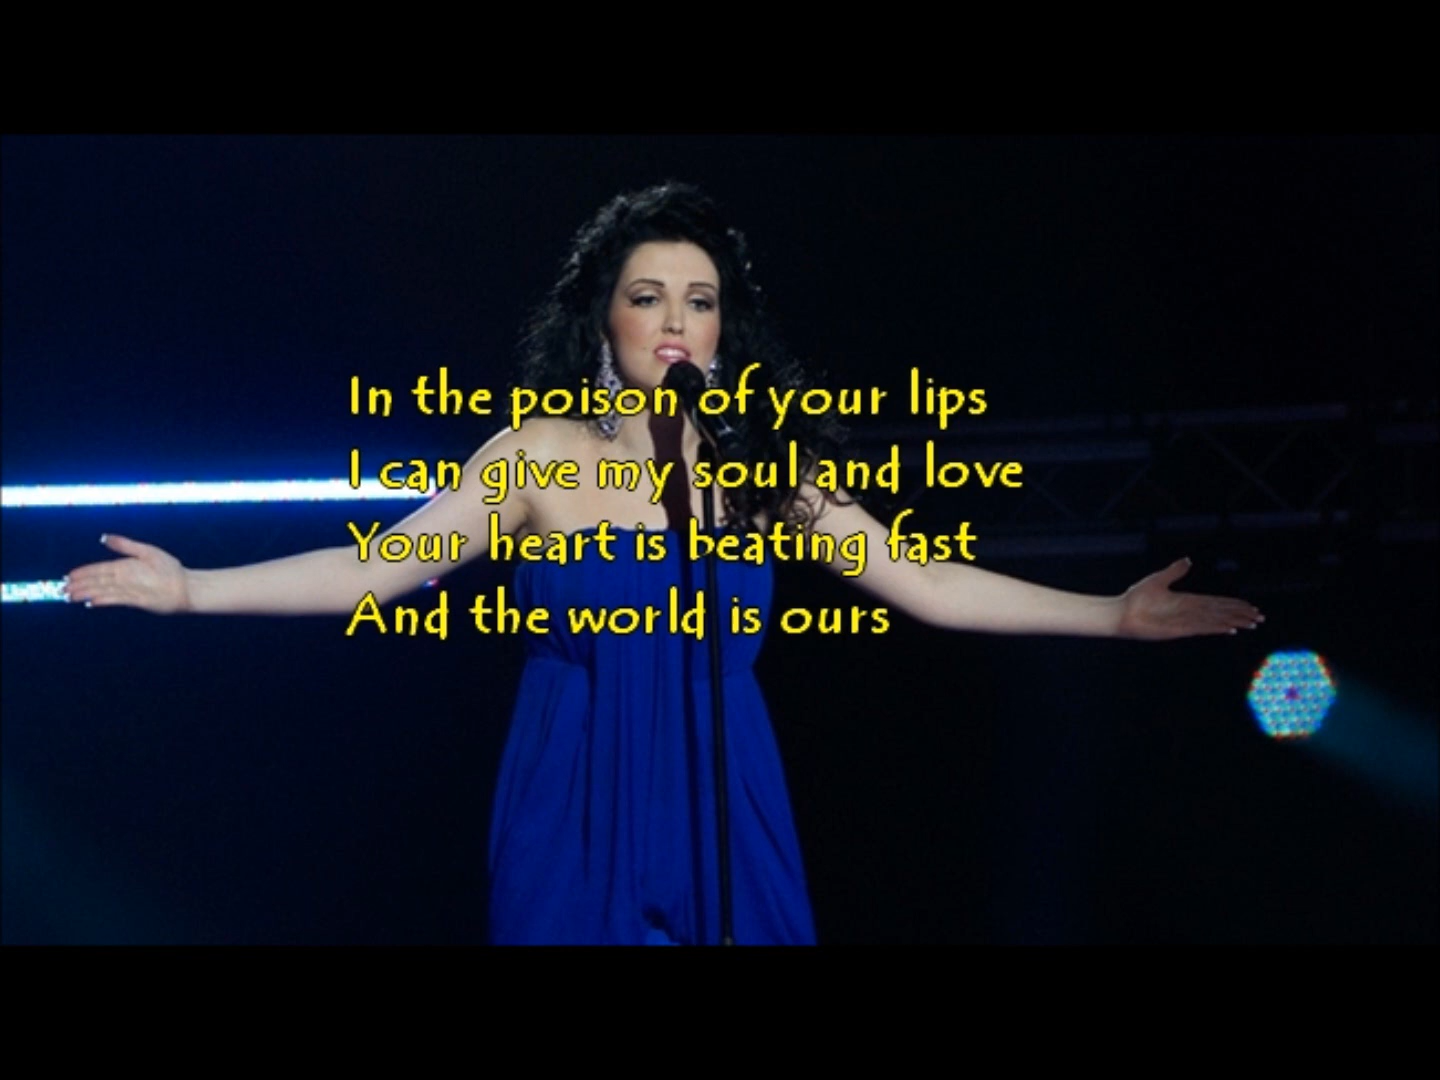 In the poison of your lips
I can give my soul and love
Your heart is beating fast
And the world is ours